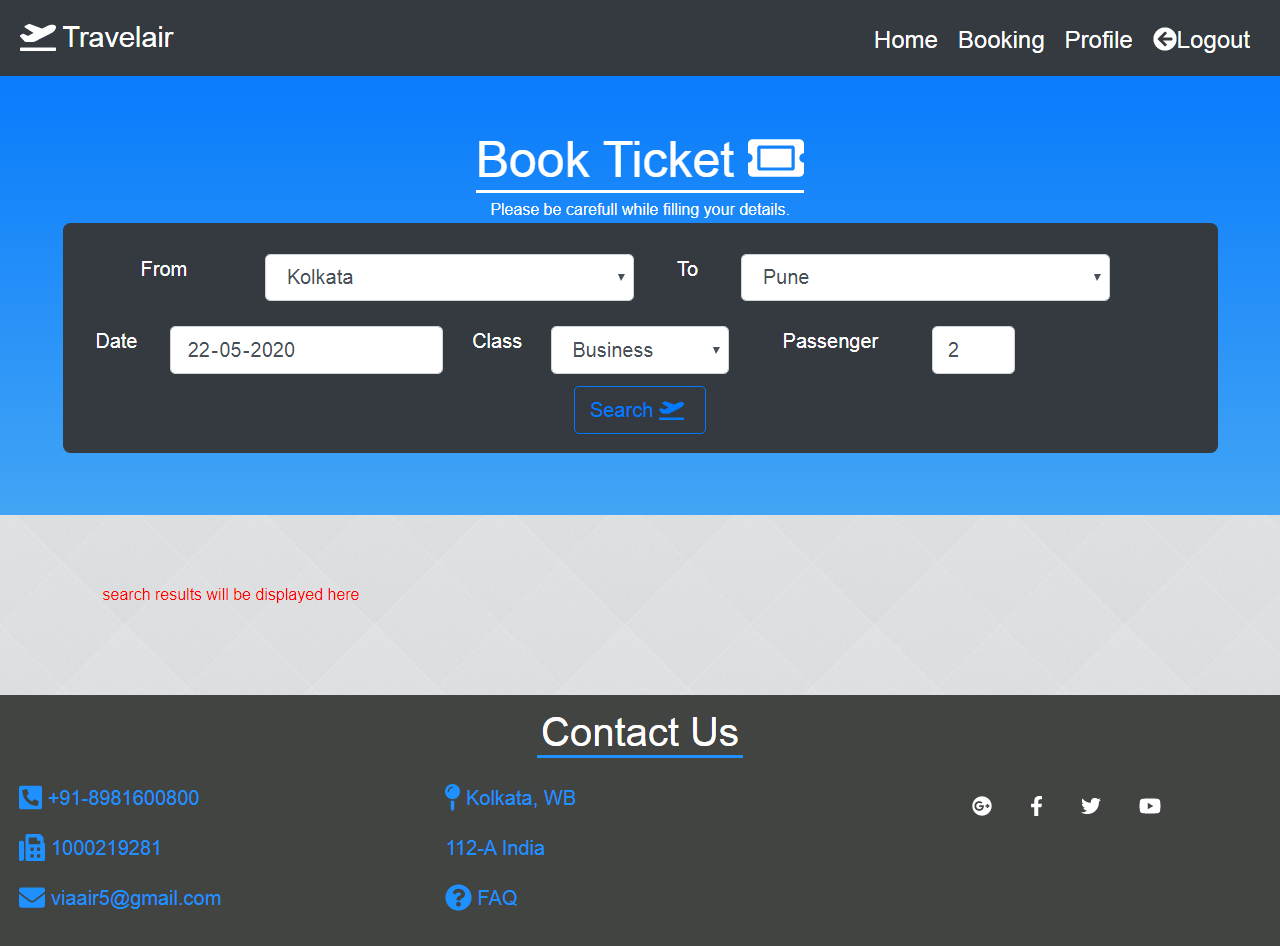 Travelair
Home Booking Profile Logout
Book Ticket
Please be carefull while filling your details.
From Kolkata To Pune
Date 22-05-2020 Class Business Passenger 2
Search
search results will be displayed here
Contact Us
+91-8981600800 Kolkata, WB
1000219281 112-A India
viaair5@gmail.com FAQ